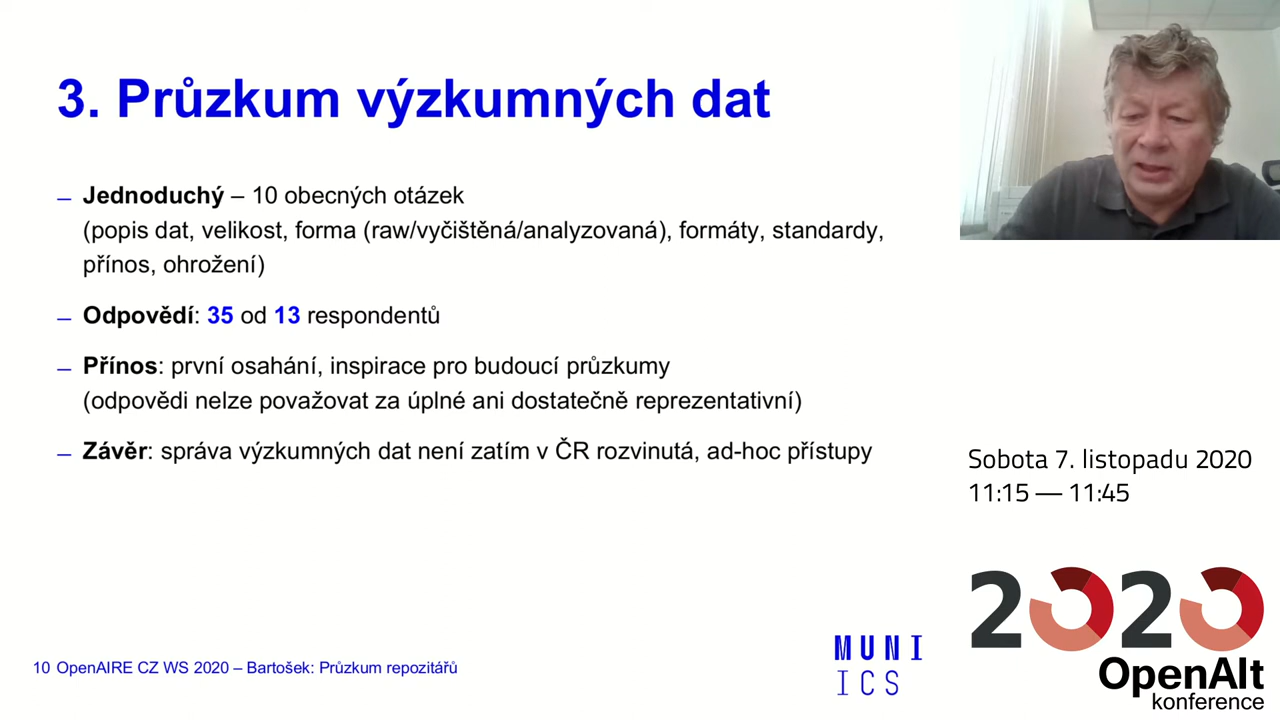 3. Průzkum výzkumných dat
– Jednoduchý – 10 obecných otázek
(popis dat, velikost, forma (raw/vyčištěná/analyzovaná), formáty, standardy,
přínos, ohrožení)
– Odpovědí: 35 od 13 respondentů
– Přínos: první osahání, inspirace pro budoucí průzkumy
(odpovědi nelze považovat za úplné ani dostatečně reprezentativní)
– Závěr: správa výzkumných dat není zatím v ČR rozvinutá, ad-hoc přístupy
Sobota 7. listopadu 2020
11:15 — 11:45
2020
OpenAlt
konference
MUNI
ICS
10 OpenAIRE CZ WS 2020 – Bartošek: Průzkum repozitářů